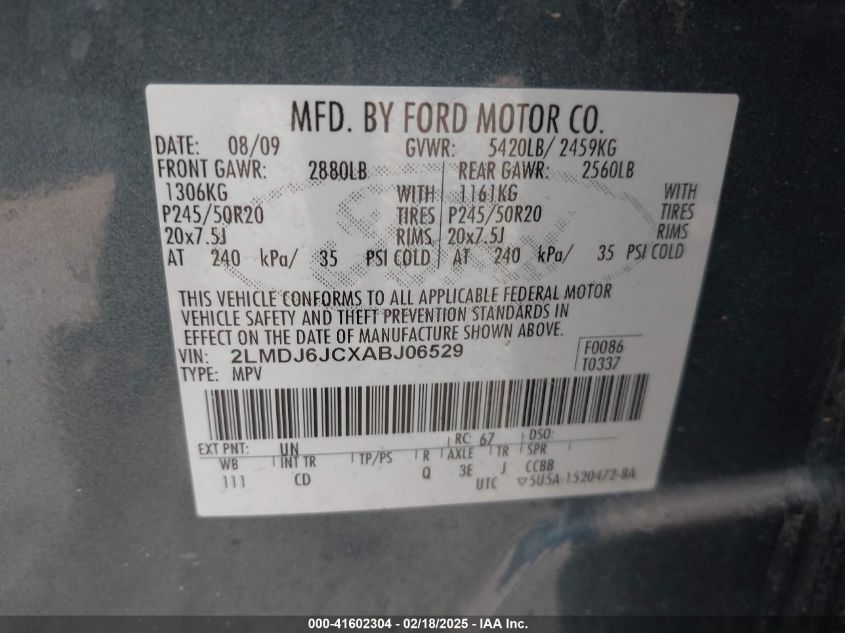 MFD. BY FORD MOTOR CO.
DATE: 08/09 GVWR: 5420LB/ 2459KG
FRONT GAWR: 2880LB REAR GAWR: 2560LB
1306KG WITH 1161KG WITH
P245/50R20 TIRES P245/50R20 TIRES
20x7.5J RIMS 20x7.5J RIMS
AT 240 kPa/ 35 PSI COLD AT 240 kPa/ 35 PSI COLD
THIS VEHICLE CONFORMS TO ALL APPLICABLE FEDERAL MOTOR
VEHICLE SAFETY AND THEFT PREVENTION STANDARDS IN
EFFECT ON THE DATE OF MANUFACTURE SHOWN ABOVE.
VIN: 2LMDJ6JCXABJ06529 F0086
TYPE: MPV T0337
EXT PNT: UN RC: 67 DSO:
WB INT TR TP/PS R AXLE TR SPR
111 CD Q 3E J CCBB
UTC ▽5U5A-1520472-BA
000-41602304 - 02/18/2025 - IAA Inc.